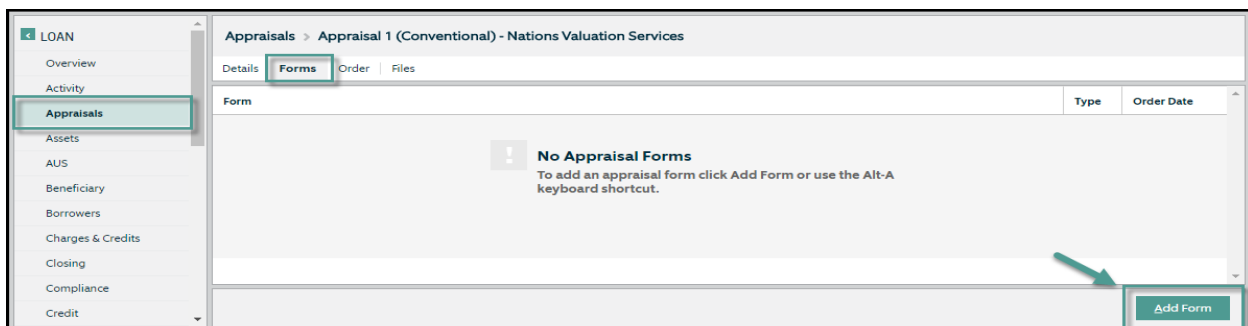 LOAN
Overview
Activity
Appraisals
Assets
AUS
Beneficiary
Borrowers
Charges & Credits
Closing
Compliance
Credit
Appraisals > Appraisal 1 (Conventional) - Nations Valuation Services
Details Forms Order Files
Form Type Order Date
No Appraisal Forms
To add an appraisal form click Add Form or use the Alt-A
keyboard shortcut.
Add Form